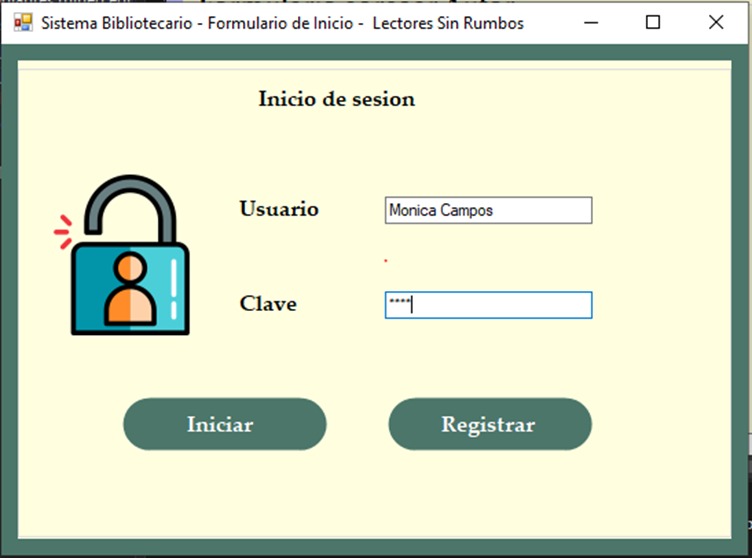 Sistema Bibliotecario - Formulario de Inicio -  Lectores Sin Rumbos
Inicio de sesion
Usuario
Monica Campos
.
Clave
****
Iniciar
Registrar